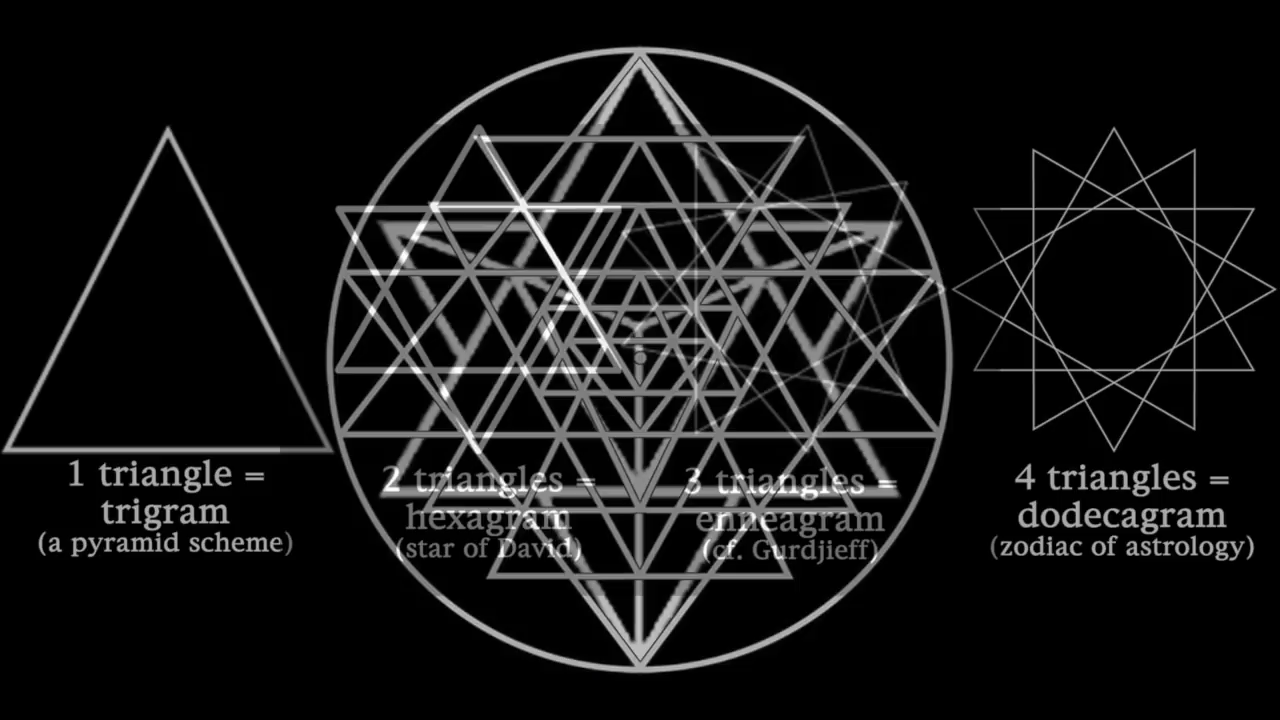 1 triangle =
trigram
(a pyramid scheme)
2 triangles =
hexagram
(star of David)
3 triangles =
enneagram
(cf. Gurdjieff)
4 triangles =
dodecagram
(zodiac of astrology)